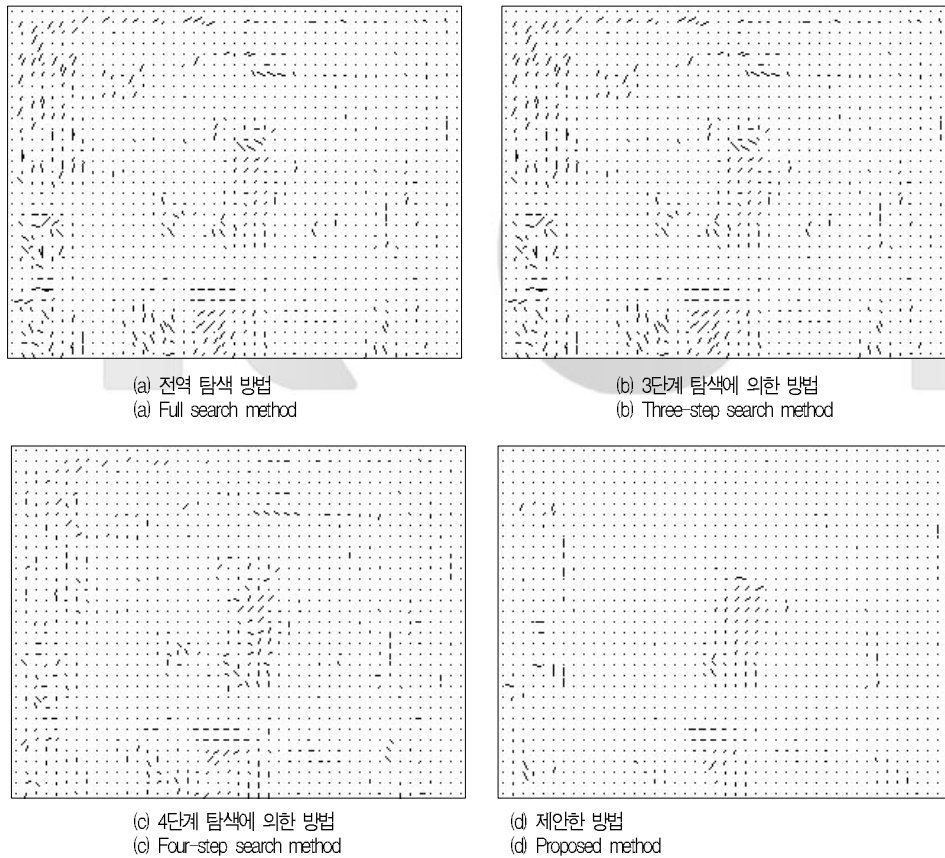 (a) 전역 탐색 방법
(a) Full search method
(b) 3단계 탐색에 의한 방법
(b) Three-step search method
(c) 4단계 탐색에 의한 방법
(c) Four-step search method
(d) 제안한 방법
(d) Proposed method